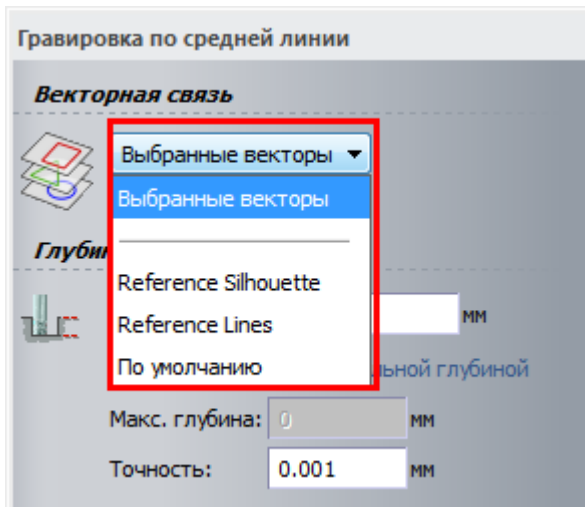 Гравировка по средней линии
Векторная связь
Выбранные векторы
Выбранные векторы
Reference Silhouette
Reference Lines
По умолчанию
мм
льной глубиной
Макс. глубина: 0 мм
Точность: 0.001 мм